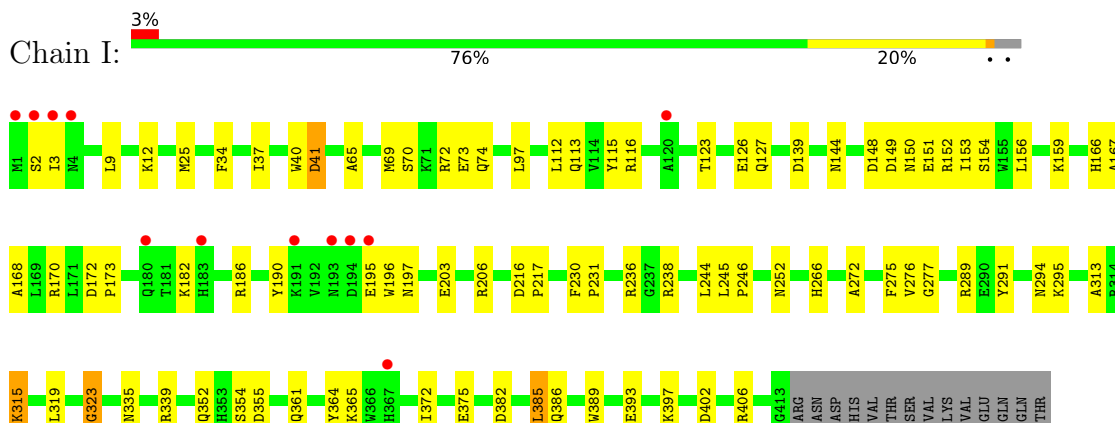 3%
Chain I:
76% 20% • •
M1 S2 I3 N4 L9 K12 M25 F34 I37 W40 D41 A65 M69 S70 K71 R72 E73 Q74 L97 L112 Q113 V114 Y115 R116 A120 T123 E126 Q127 D139 N144 D148 D149 N150 E151 R152 I153 S154 W155 L156 K159 H166 A167
A168 L169 R170 L171 D172 P173 Q180 T181 K182 H183 R186 Y190 K191 V192 N193 D194 E195 W196 N197 E203 R206 D216 P217 F230 P231 R236 G237 R238 L244 L245 P246 N252 H266 A272 F275 V276 G277 R289 E290 Y291 N294 K295 A313
K315 L319 G323 N335 R339 Q352 H353 S354 D355 Q361 Y364 K365 W366 H367 I372 E375 D382 L385 Q386 W389 E393 K397 D402 R406 G413 ARG ASN ASP HIS VAL THR SER VAL LYS VAL GLU GLN GLN THR